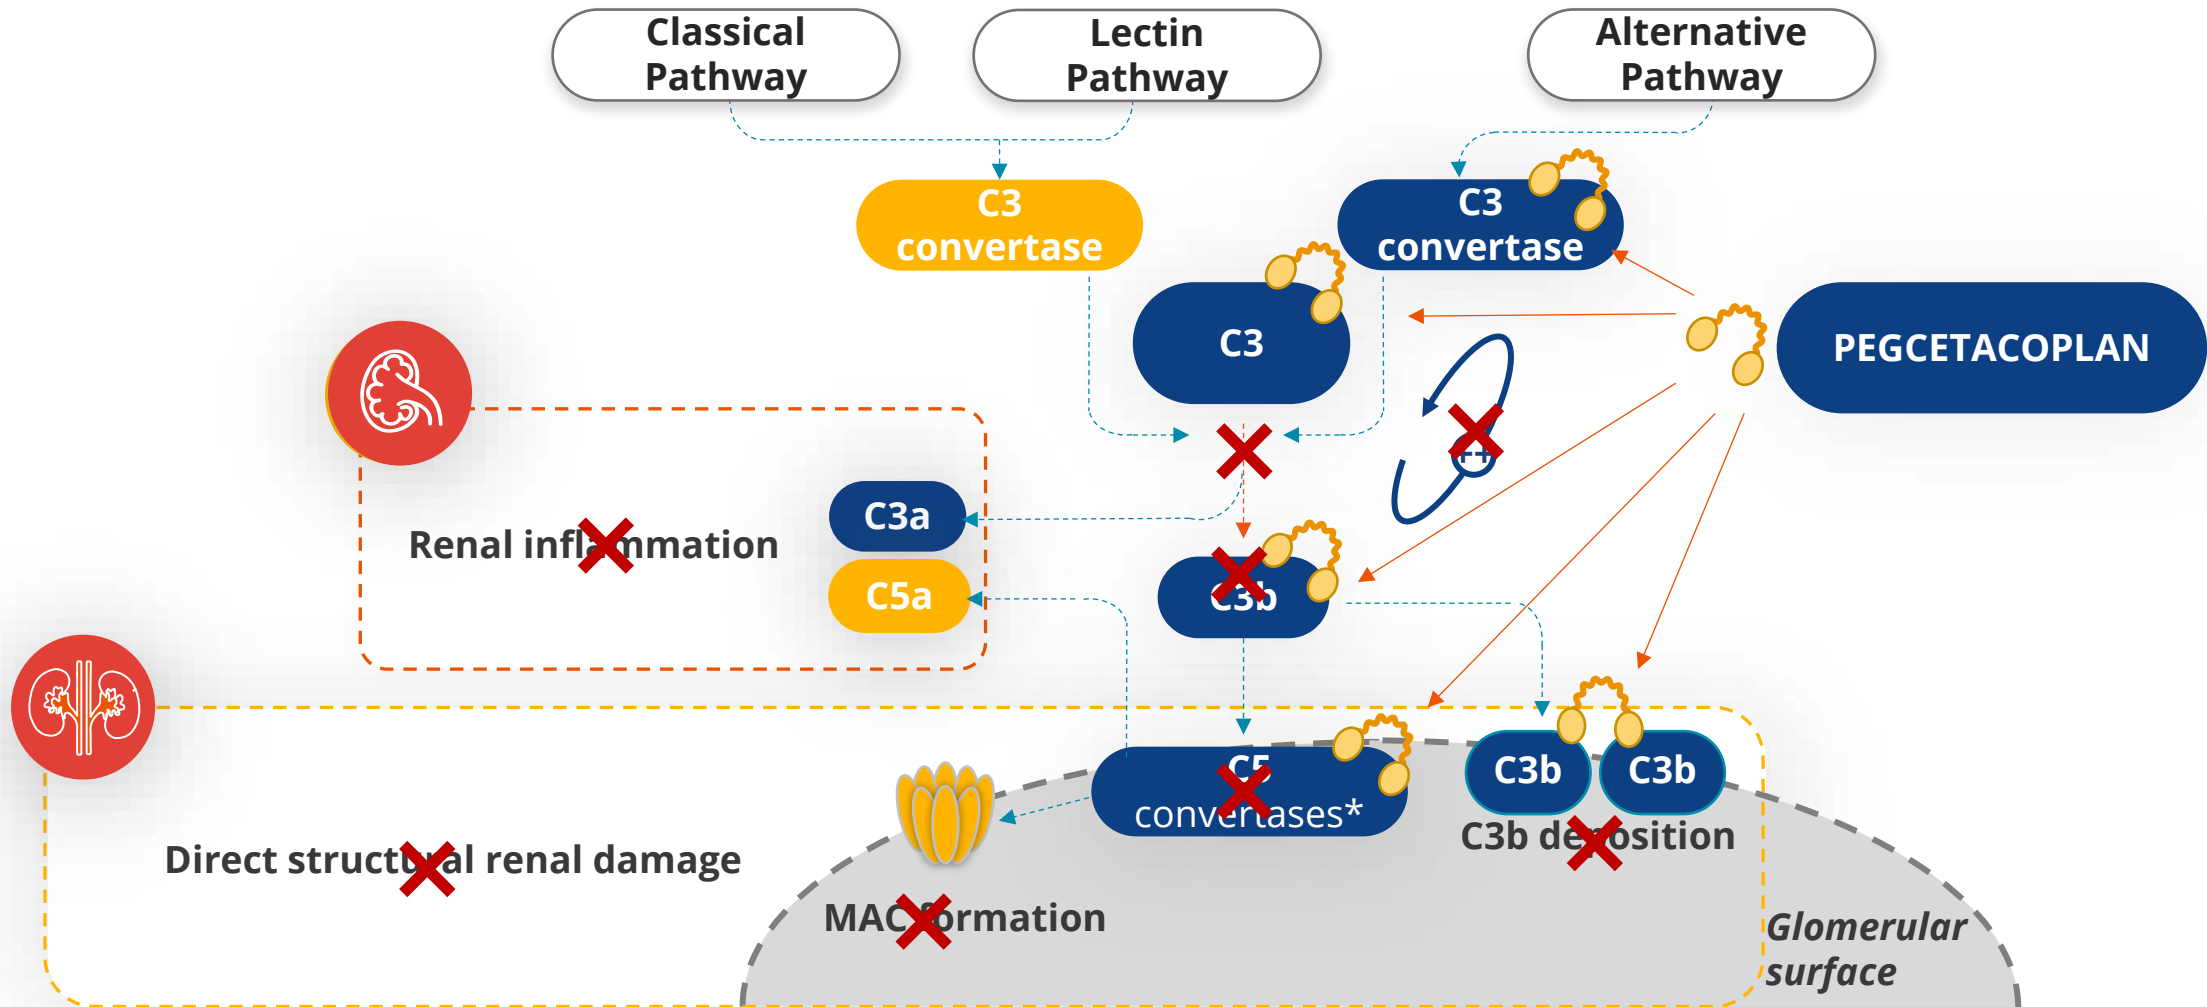 Classical
Pathway
Lectin
Pathway
Alternative
Pathway
C3
convertase
C3
convertase
C3
PEGCETACOPLAN
++
C3a
Renal inflammation
C5a
C3b
C5
convertases*
C3b
C3b
C3b deposition
Direct structural renal damage
MAC formation
Glomerular
surface